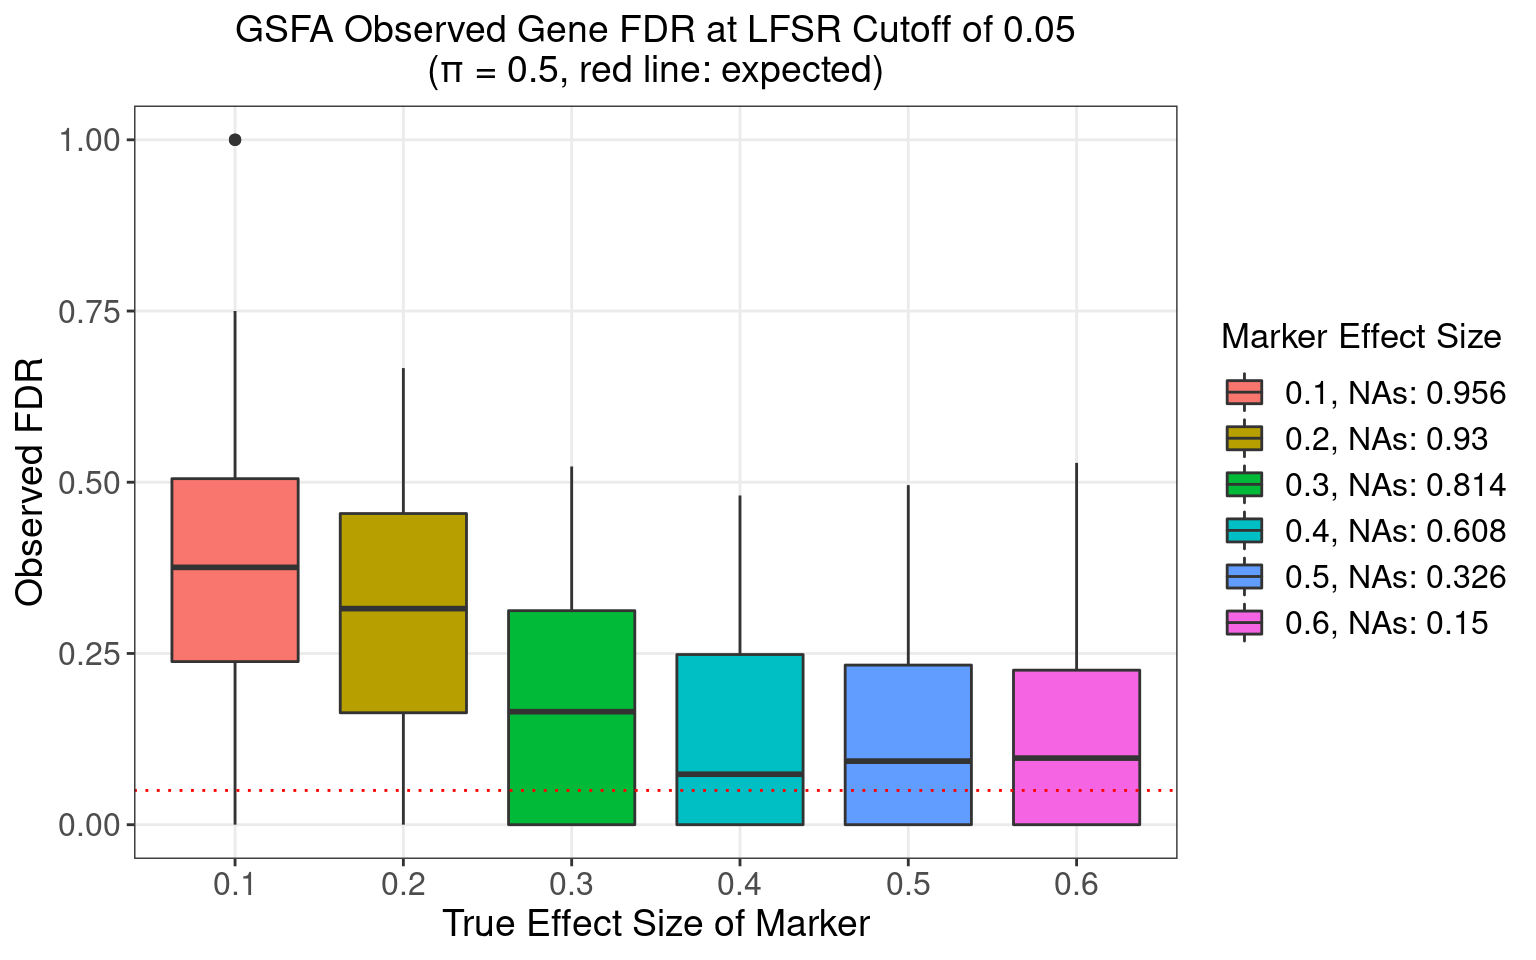 GSFA Observed Gene FDR at LFSR Cutoff of 0.05
(π = 0.5, red line: expected)
Observed FDR
1.00
0.75
0.50
0.25
0.00
0.1
0.2
0.3
0.4
0.5
0.6
True Effect Size of Marker
Marker Effect Size
0.1, NAs: 0.956
0.2, NAs: 0.93
0.3, NAs: 0.814
0.4, NAs: 0.608
0.5, NAs: 0.326
0.6, NAs: 0.15